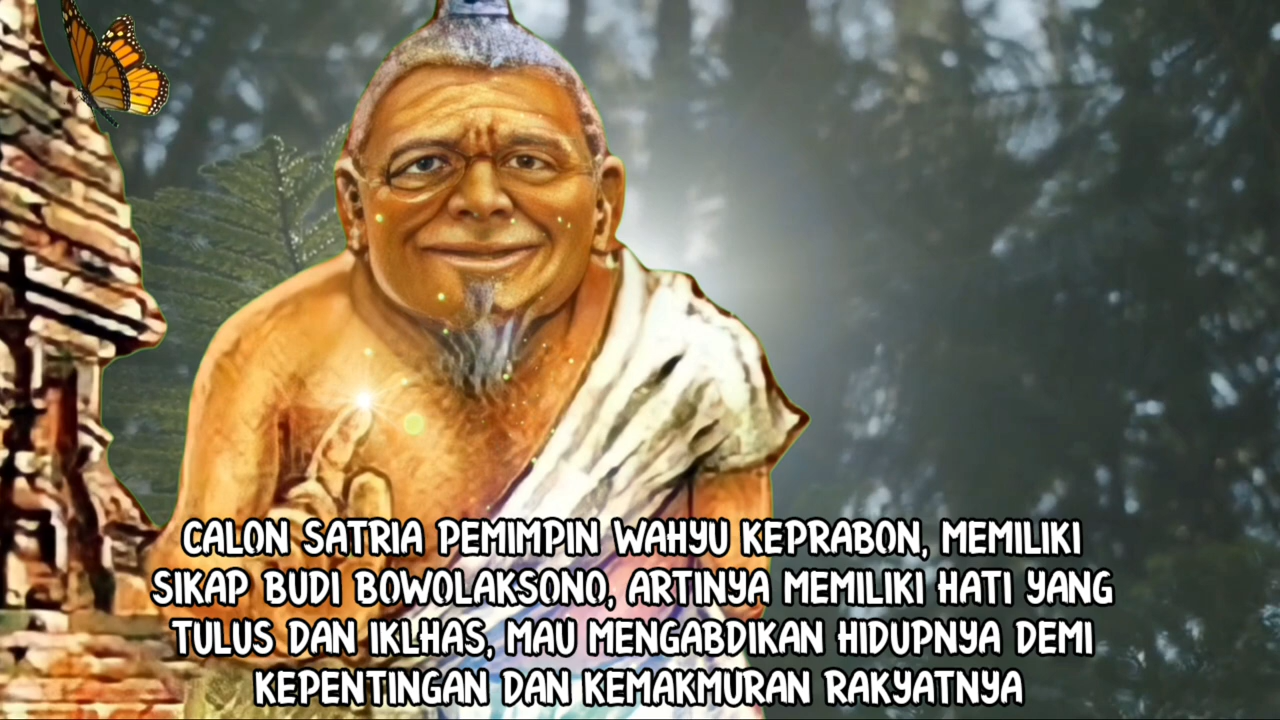 CALON SATRIA PEMIMPIN WAHYU KEPRABON, MEMILIKI
SIKAP BUDI BOWOLAKSONO, ARTINYA MEMILIKI HATI YANG
TULUS DAN IKLHAS, MAU MENGABDIKAN HIDUPNYA DEMI
KEPENTINGAN DAN KEMAKMURAN RAKYATNYA